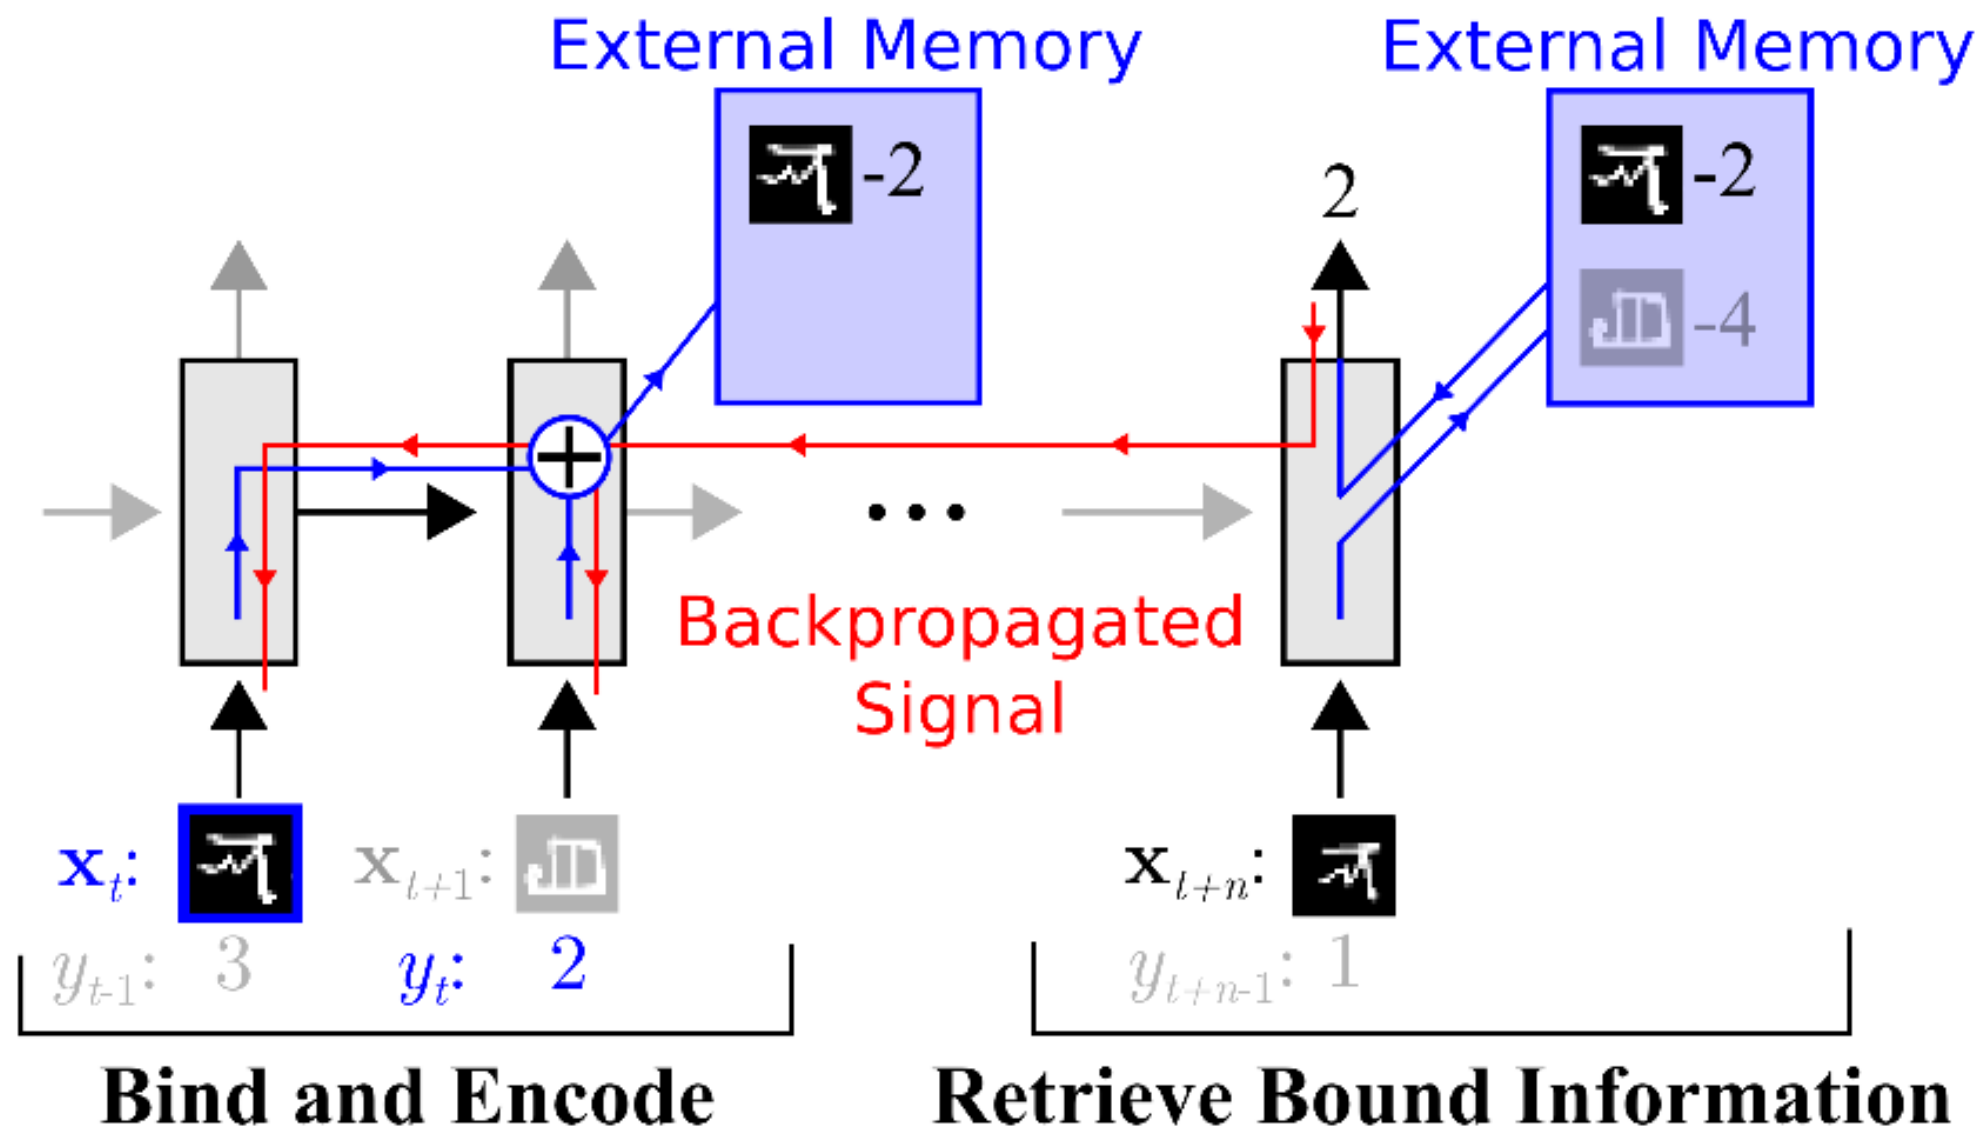 External Memory External Memory
-2
-2
2
-4
...
Backpropagated
Signal
x_t: x_{t+1}: x_{t+n}:
y_{t-1}: 3 y_t: 2 y_{t+n-1}: 1
Bind and Encode Retrieve Bound Information